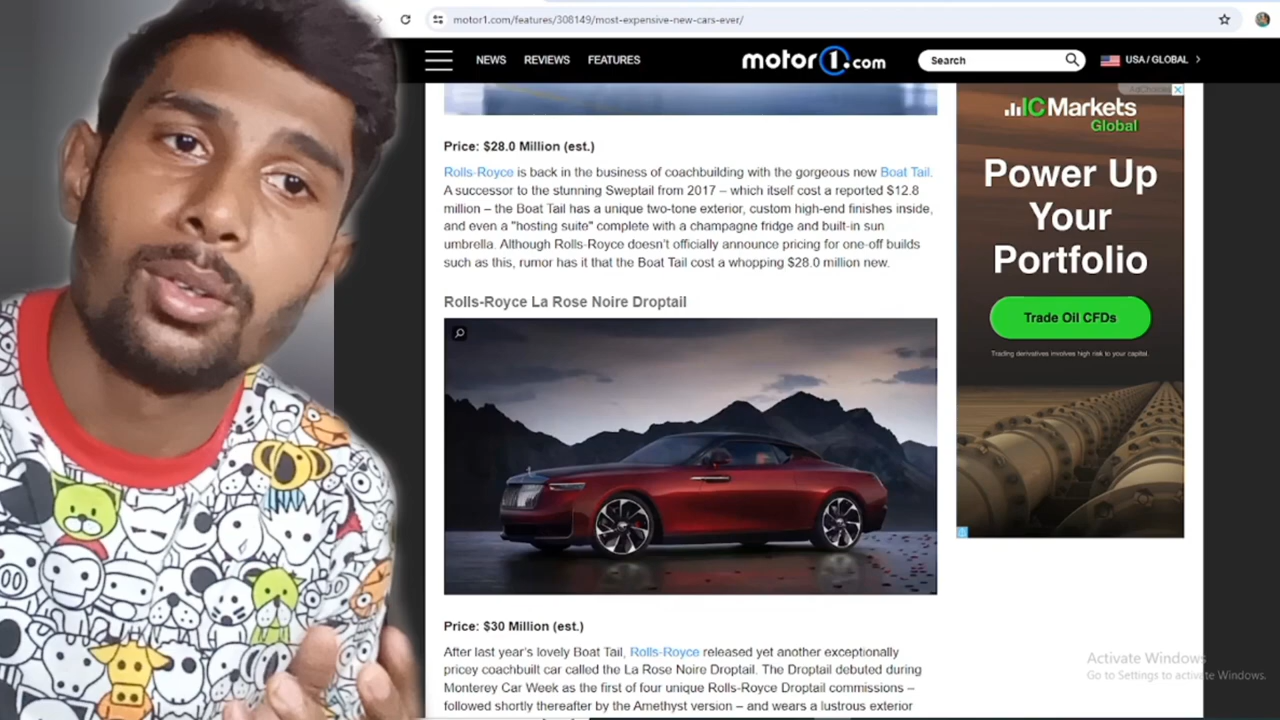 motor1.com/features/308149/most-expensive-new-cars-ever/
NEWS REVIEWS FEATURES motor1.com Search USA / GLOBAL
Price: $28.0 Million (est.)
Rolls-Royce is back in the business of coachbuilding with the gorgeous new Boat Tail.
A successor to the stunning Sweptail from 2017 – which itself cost a reported $12.8
million – the Boat Tail has a unique two-tone exterior, custom high-end finishes inside,
and even a "hosting suite" complete with a champagne fridge and built-in sun
umbrella. Although Rolls-Royce doesn't officially announce pricing for one-off builds
such as this, rumor has it that the Boat Tail cost a whopping $28.0 million new.
Rolls-Royce La Rose Noire Droptail
Price: $30 Million (est.)
After last year's lovely Boat Tail, Rolls-Royce released yet another exceptionally
pricey coachbuilt car called the La Rose Noire Droptail. The Droptail debuted during
Monterey Car Week as the first of four unique Rolls-Royce Droptail commissions –
followed shortly thereafter by the Amethyst version – and wears a lustrous exterior
AdChoices
IC Markets
Global
Power Up
Your
Portfolio
Trade Oil CFDs
Trading derivatives involves high risk to your capital.
Activate Windows
Go to Settings to activate Windows.